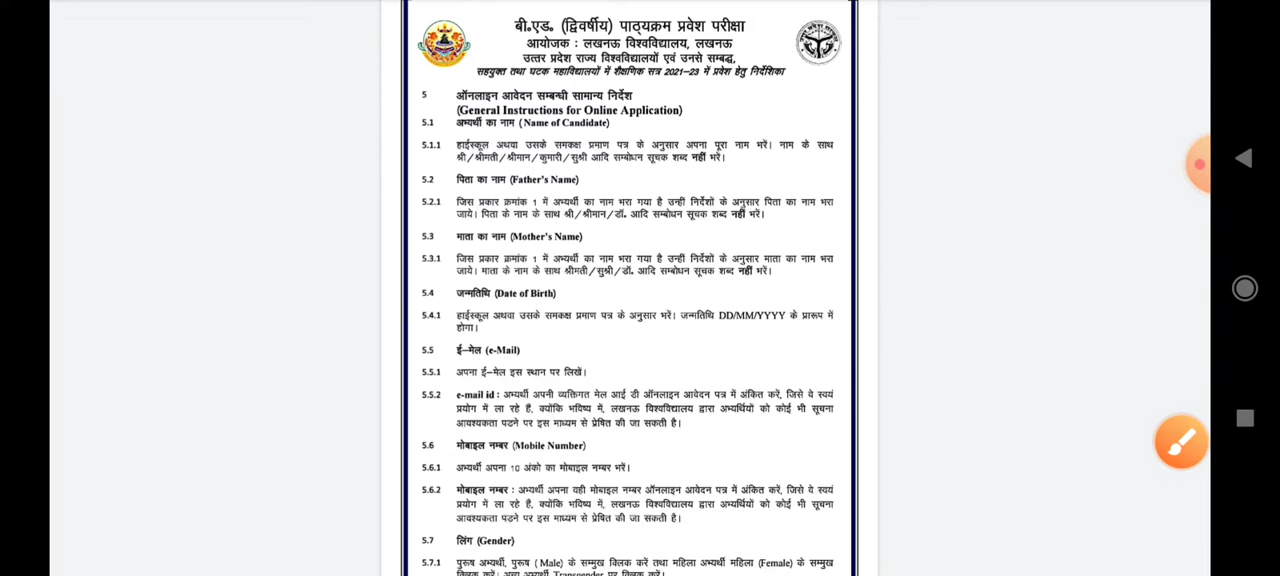 बी०एड० (द्विवर्षीय) पाठ्यक्रम प्रवेश परीक्षा
आयोजक : लखनऊ विश्वविद्यालय, लखनऊ
उत्तर प्रदेश राज्य विश्वविद्यालयों एवं उनसे सम्बद्ध,
सहयुक्त तथा घटक महाविद्यालयों में शैक्षणिक सत्र 2021-23 में प्रवेश हेतु निर्देशिका
5 ऑनलाइन आवेदन सम्बन्धी सामान्य निर्देश
(General Instructions for Online Application)
5.1 अभ्यर्थी का नाम ( Name of Candidate)
5.1.1 हाईस्कूल अथवा उसके समकक्ष प्रमाण पत्र के अनुसार अपना पूरा नाम भरें। नाम के साथ
श्री/श्रीमती/श्रीमान/कुमारी/सुश्री आदि सम्बोधन सूचक शब्द नहीं भरें।
5.2 पिता का नाम (Father's Name)
5.2.1 जिस प्रकार क्रमांक 1 में अभ्यर्थी का नाम भरा गया है उन्हीं निर्देशों के अनुसार पिता का नाम भरा
जाये। पिता के नाम के साथ श्री/श्रीमान/डॉ. आदि सम्बोधन सूचक शब्द नहीं भरें।
5.3 माता का नाम (Mother's Name)
5.3.1 जिस प्रकार क्रमांक 1 में अभ्यर्थी का नाम भरा गया है उन्हीं निर्देशों के अनुसार माता का नाम भरा
जाये। माता के नाम के साथ श्रीमती/सुश्री/डॉ. आदि सम्बोधन सूचक शब्द नहीं भरें।
5.4 जन्मतिथि (Date of Birth)
5.4.1 हाईस्कूल अथवा उसके समकक्ष प्रमाण पत्र के अनुसार भरें। जन्मतिथि DD/MM/YYYY के प्रारूप में
होगा।
5.5 ई–मेल (e-Mail)
5.5.1 अपना ई–मेल इस स्थान पर लिखें।
5.5.2 e-mail id : अभ्यर्थी अपनी व्यक्तिगत मेल आई डी ऑनलाइन आवेदन पत्र में अंकित करें, जिसे वे स्वयं
प्रयोग में ला रहे हैं, क्योंकि भविष्य में, लखनऊ विश्वविद्यालय द्वारा अभ्यर्थियों को कोई भी सूचना
आवश्यकता पडने पर इस माध्यम से प्रेषित की जा सकती है।
5.6 मोबाइल नम्बर (Mobile Number)
5.6.1 अभ्यर्थी अपना 10 अंको का मोबाइल नम्बर भरें।
5.6.2 मोबाइल नम्बर : अभ्यर्थी अपना वही मोबाइल नम्बर ऑनलाइन आवेदन पत्र में अंकित करें, जिसे वे स्वयं
प्रयोग में ला रहे हैं, क्योंकि भविष्य में, लखनऊ विश्वविद्यालय द्वारा अभ्यर्थियों को कोई भी सूचना
आवश्यकता पडने पर इस माध्यम से प्रेषित की जा सकती है।
5.7 लिंग (Gender)
5.7.1 पुरूष अभ्यर्थी, पुरूष (Male) के सम्मुख क्लिक करें तथा महिला अभ्यर्थी महिला (Female) के सम्मुख
क्लिक करें। अन्य अभ्यर्थी Transgender पर क्लिक करें।